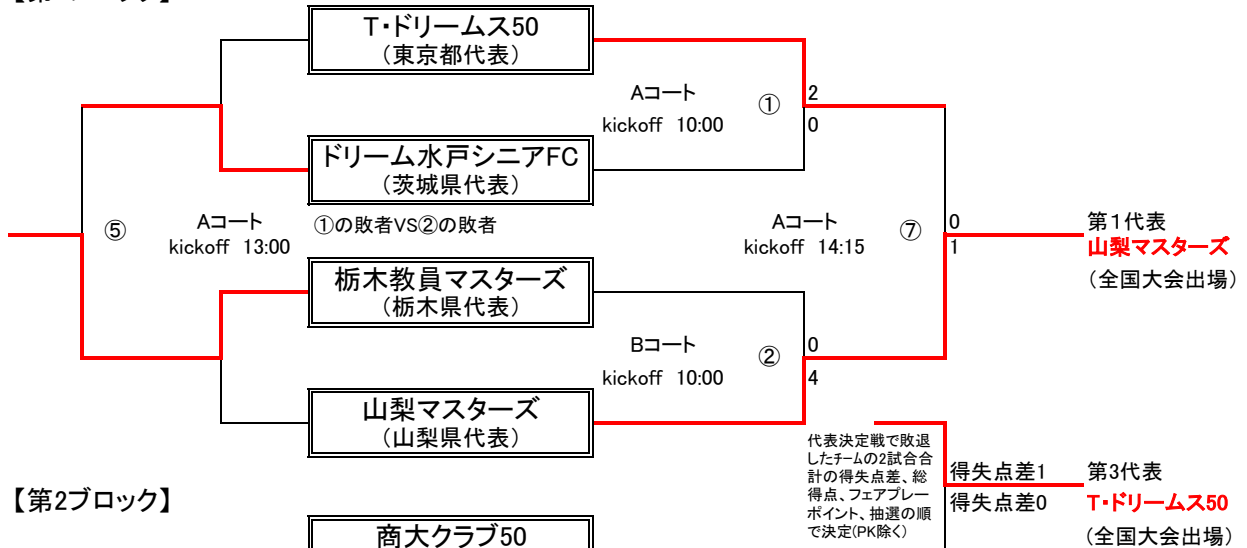 T・ドリームス50
(東京都代表)
Aコート
kickoff 10:00
①
2
0
ドリーム水戸シニアFC
(茨城県代表)
①の敗者VS②の敗者
⑤
Aコート
kickoff 13:00
Aコート
kickoff 14:15
⑦
0
1
第1代表
山梨マスターズ
(全国大会出場)
栃木教員マスターズ
(栃木県代表)
Bコート
kickoff 10:00
②
0
4
山梨マスターズ
(山梨県代表)
代表決定戦で敗退
したチームの2試合合
計の得失点差、総
得点、フェアプレー
ポイント、抽選の順
で決定(PK除く)
得失点差1
得失点差0
第3代表
T・ドリームス50
(全国大会出場)
【第2ブロック】
商大クラブ50